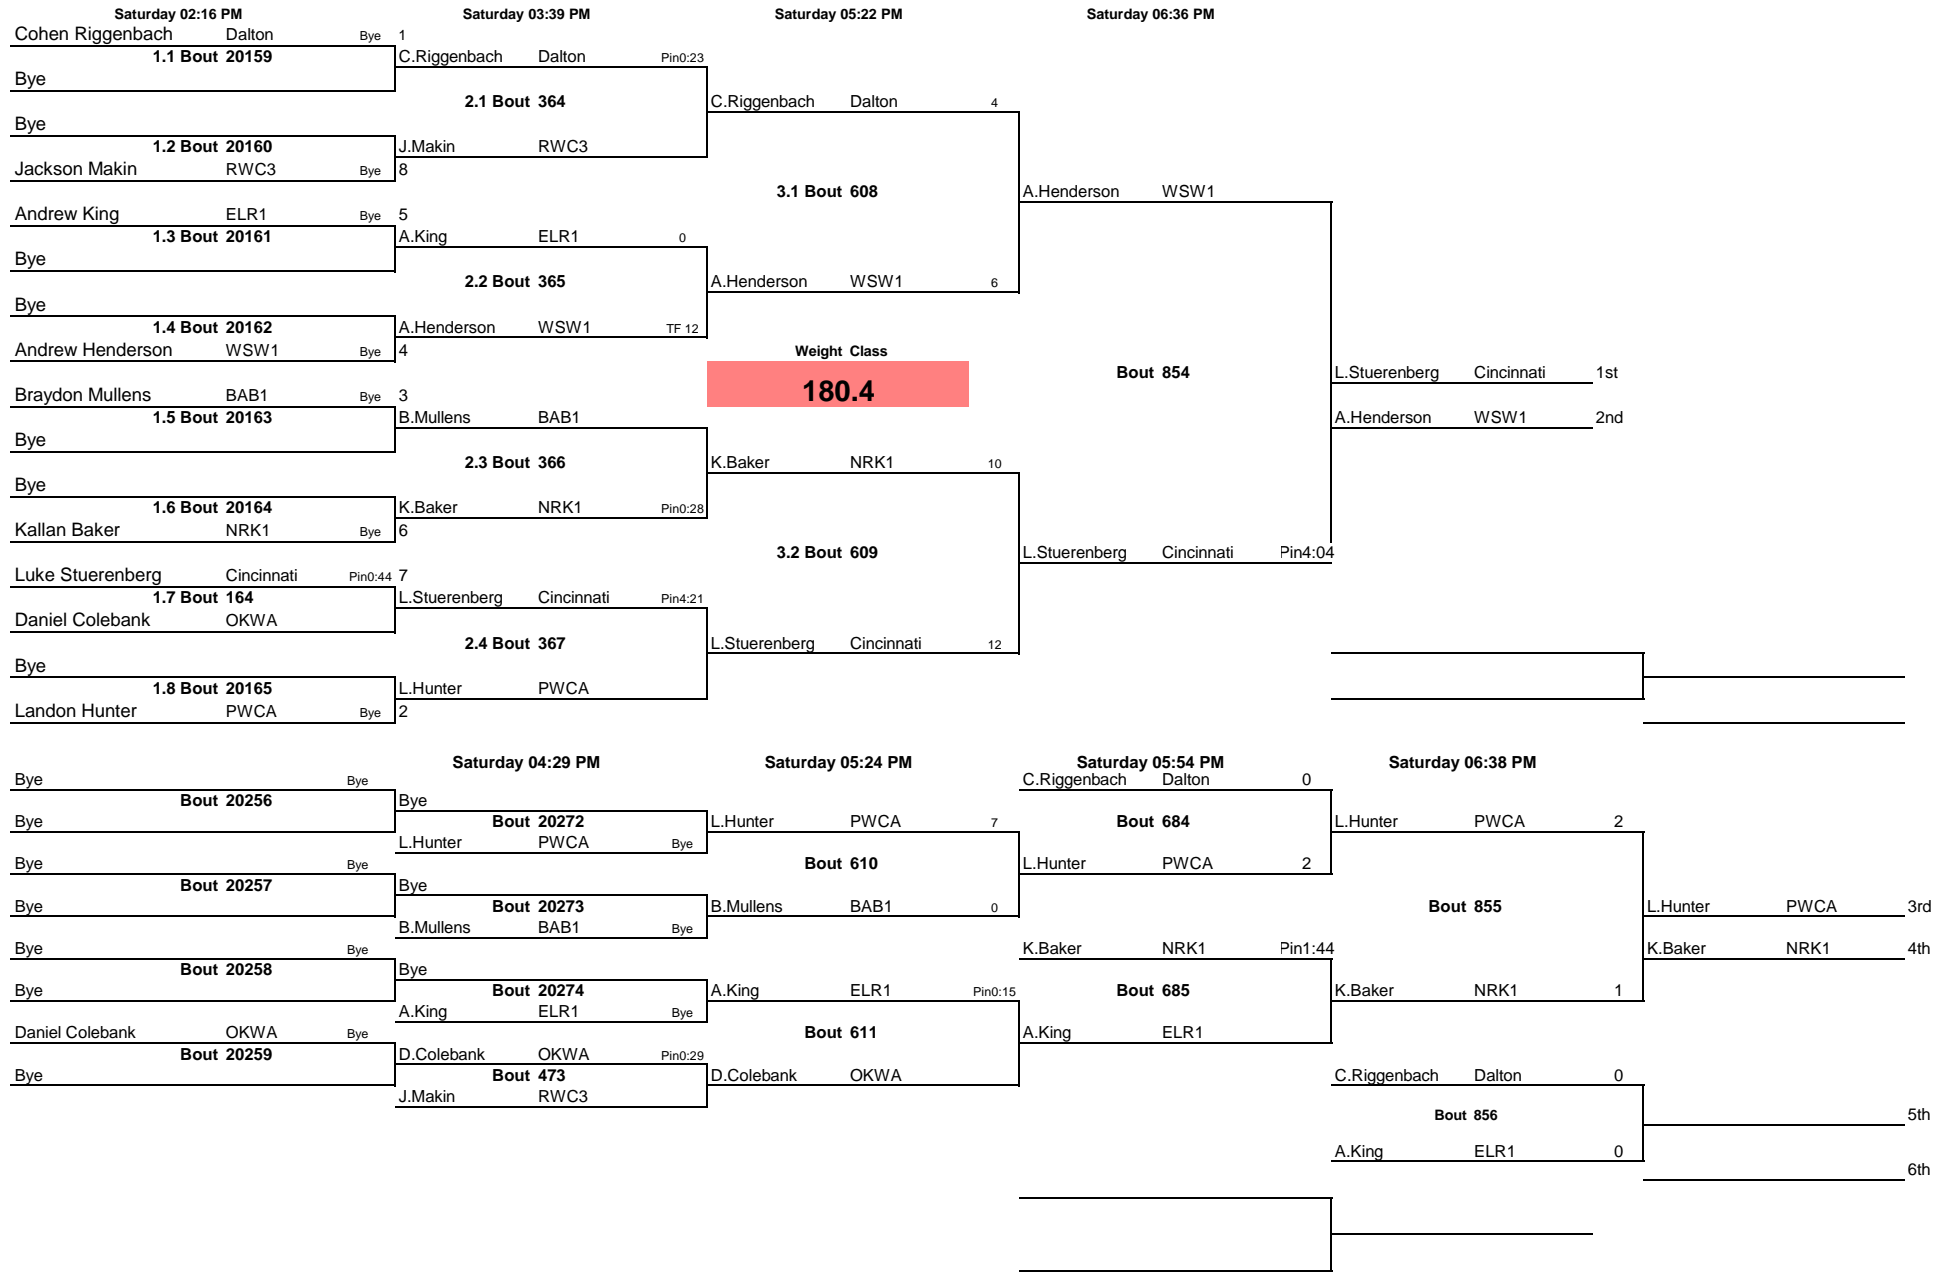 Saturday 02:16 PM Saturday 03:39 PM Saturday 05:22 PM Saturday 06:36 PM
Cohen Riggenbach Dalton Bye 1
1.1 Bout 20159 C.Riggenbach Dalton Pin0:23
Bye
2.1 Bout 364 C.Riggenbach Dalton 4
Bye
1.2 Bout 20160 J.Makin RWC3
Jackson Makin RWC3 Bye 8
3.1 Bout 608 A.Henderson WSW1
Andrew King ELR1 Bye 5
1.3 Bout 20161 A.King ELR1 0
Bye
2.2 Bout 365 A.Henderson WSW1 6
Bye
1.4 Bout 20162 A.Henderson WSW1 TF 12
Andrew Henderson WSW1 Bye 4 Weight Class
Bout 854 L.Stuerenberg Cincinnati 1st
180.4
Braydon Mullens BAB1 Bye 3
1.5 Bout 20163 B.Mullens BAB1 A.Henderson WSW1 2nd
Bye
2.3 Bout 366 K.Baker NRK1 10
Bye
1.6 Bout 20164 K.Baker NRK1 Pin0:28
Kallan Baker NRK1 Bye 6
3.2 Bout 609 L.Stuerenberg Cincinnati Pin4:04
Luke Stuerenberg Cincinnati Pin0:44 7
1.7 Bout 164 L.Stuerenberg Cincinnati Pin4:21
Daniel Colebank OKWA
2.4 Bout 367 L.Stuerenberg Cincinnati 12
Bye
1.8 Bout 20165 L.Hunter PWCA
Landon Hunter PWCA Bye 2
Saturday 04:29 PM Saturday 05:24 PM Saturday 05:54 PM Saturday 06:38 PM
Bye Bye C.Riggenbach Dalton 0
Bout 20256 Bye
Bye Bout 20272 L.Hunter PWCA 7 Bout 684 L.Hunter PWCA 2
L.Hunter PWCA Bye
Bye Bye Bout 610 L.Hunter PWCA 2
Bout 20257 Bye
Bye Bout 20273 B.Mullens BAB1 0 Bout 855 L.Hunter PWCA 3rd
B.Mullens BAB1 Bye
Bye Bye K.Baker NRK1 Pin1:44 K.Baker NRK1 4th
Bout 20258 Bye
Bye Bout 20274 A.King ELR1 Pin0:15 Bout 685 K.Baker NRK1 1
A.King ELR1 Bye
Daniel Colebank OKWA Bye Bout 611 A.King ELR1
Bout 20259 D.Colebank OKWA Pin0:29
Bye Bout 473 D.Colebank OKWA C.Riggenbach Dalton 0
J.Makin RWC3
Bout 856 5th
A.King ELR1 0
6th